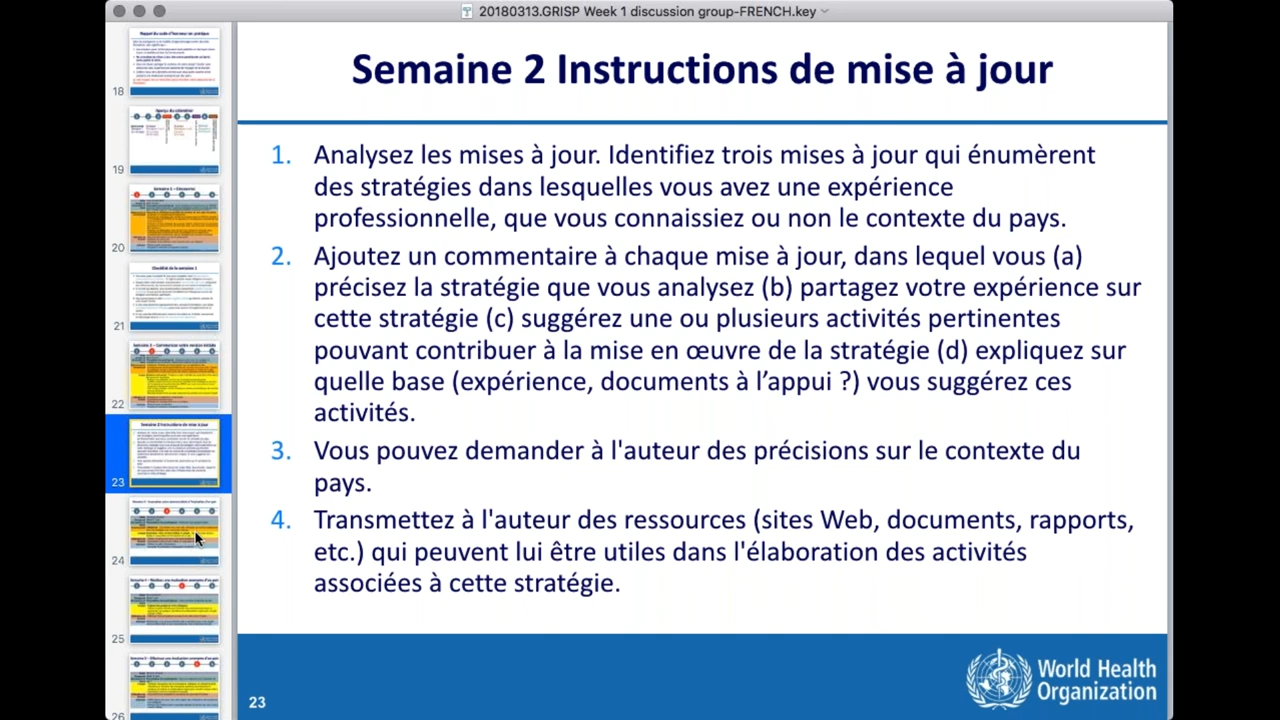 20180313.GRISP Week 1 discussion group-FRENCH.key
Semaine 2 instructions de mise à jour
1. Analysez les mises à jour. Identifiez trois mises à jour qui énumèrent
des stratégies dans lesquelles vous avez une expérience
professionnelle, que vous connaissiez ou non le contexte du pays.
2. Ajoutez un commentaire à chaque mise à jour, dans lequel vous (a)
précisez la stratégie que vous analysez (b) partagez votre expérience sur
cette stratégie (c) suggérez une ou plusieurs activités pertinentes
pouvant contribuer à la mise en œuvre de la stratégie (d) expliquez sur
quelle base (expérience, documents à l’appui ?) vous suggérez ces
activités.
3. Vous pouvez demander à l'auteur des précisions sur le contexte du
pays.
4. Transmettez à l'auteur des ressources (sites Web, documents, rapports,
etc.) qui peuvent lui être utiles dans l'élaboration des activités
associées à cette stratégie.
23
World Health
Organization
18
19
20
21
22
23
24
25
26